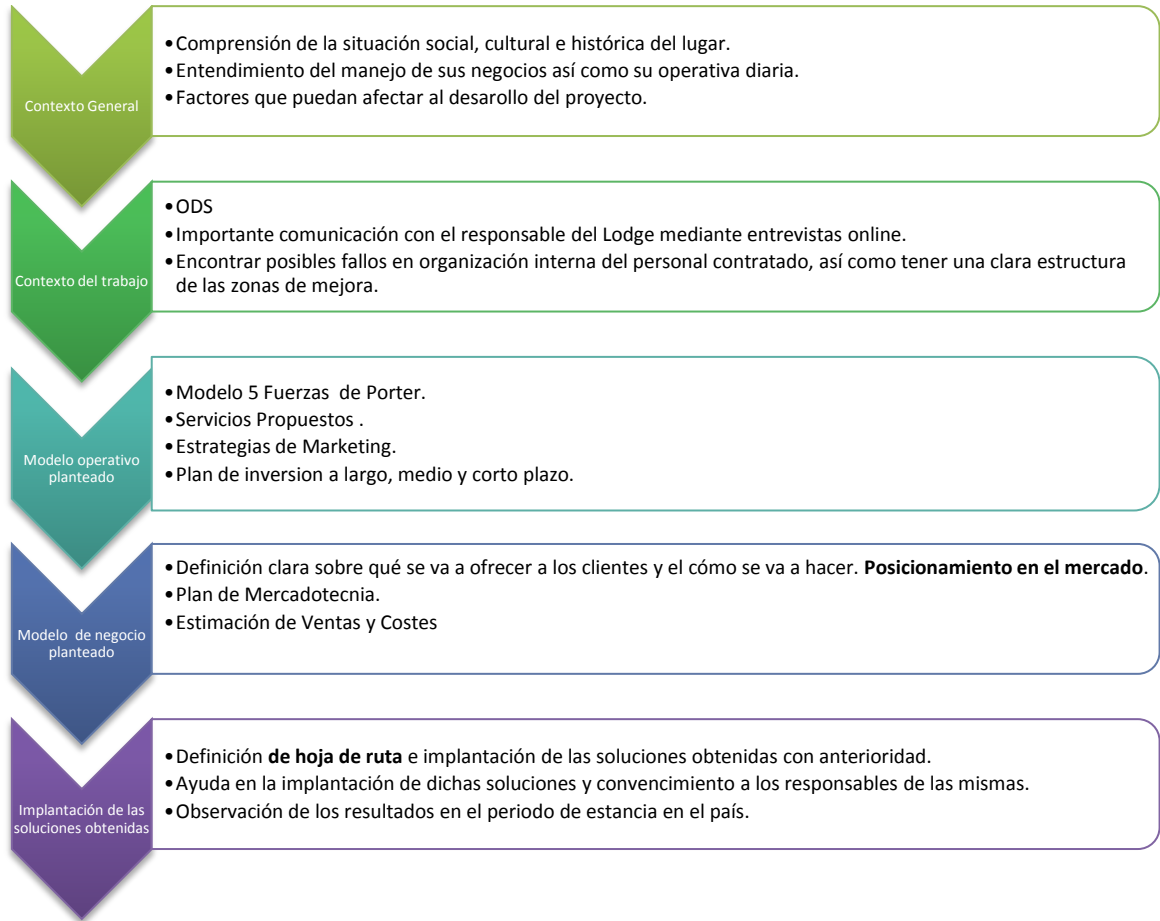 Contexto General
•Comprensión de la situación social, cultural e histórica del lugar.
•Entendimiento del manejo de sus negocios así como su operativa diaria.
•Factores que puedan afectar al desarollo del proyecto.
Contexto del trabajo
•ODS
•Importante comunicación con el responsable del Lodge mediante entrevistas online.
•Encontrar posibles fallos en organización interna del personal contratado, así como tener una clara estructura
de las zonas de mejora.
Modelo operativo
planteado
•Modelo 5 Fuerzas de Porter.
•Servicios Propuestos .
•Estrategias de Marketing.
•Plan de inversion a largo, medio y corto plazo.
Modelo de negocio
planteado
•Definición clara sobre qué se va a ofrecer a los clientes y el cómo se va a hacer. Posicionamiento en el mercado.
•Plan de Mercadotecnia.
•Estimación de Ventas y Costes
Implantación de las
soluciones obtenidas
•Definición de hoja de ruta e implantación de las soluciones obtenidas con anterioridad.
•Ayuda en la implantación de dichas soluciones y convencimiento a los responsables de las mismas.
•Observación de los resultados en el periodo de estancia en el país.